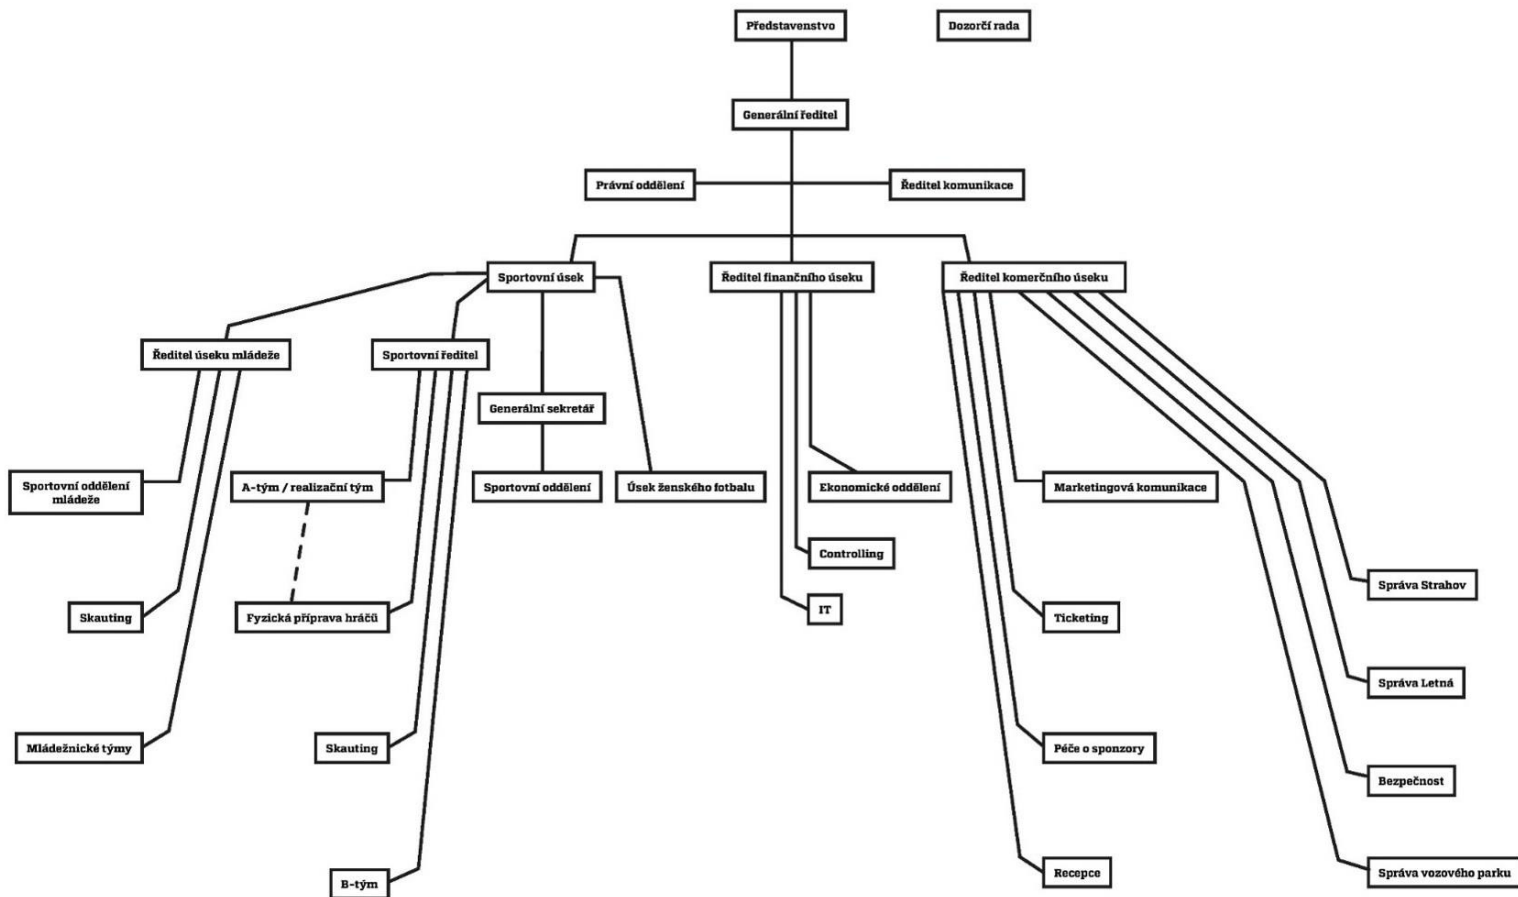 Představenstvo
Dozorčí rada
Generální ředitel
Právní oddělení
Ředitel komunikace
Sportovní úsek
Ředitel finančního úseku
Ředitel komerčního úseku
Ředitel úseku mládeže
Sportovní ředitel
Generální sekretář
Sportovní oddělení
mládeže
A-tým / realizační tým
Sportovní oddělení
Úsek ženského fotbalu
Ekonomické oddělení
Marketingová komunikace
Controlling
Správa Strahov
Skauting
Fyzická příprava hráčů
IT
Ticketing
Správa Letná
Mládežnické týmy
Skauting
Péče o sponzory
Bezpečnost
B-tým
Recepce
Správa vozového parku